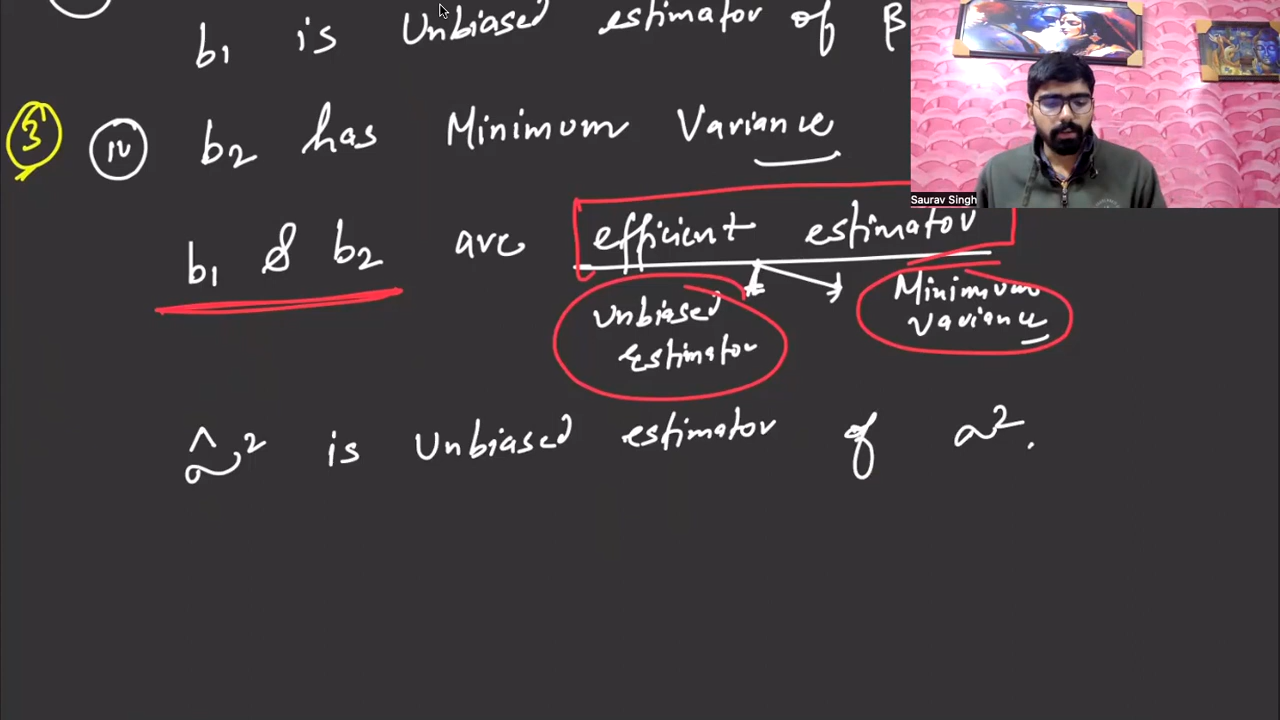 b1 is Unbiased estimator of β
3 iv b2 has Minimum Variance
Saurav Singh
b1 & b2 are efficient estimator
Unbiased Estimator
Minimum Variance
σ̂² is Unbiased estimator of σ².